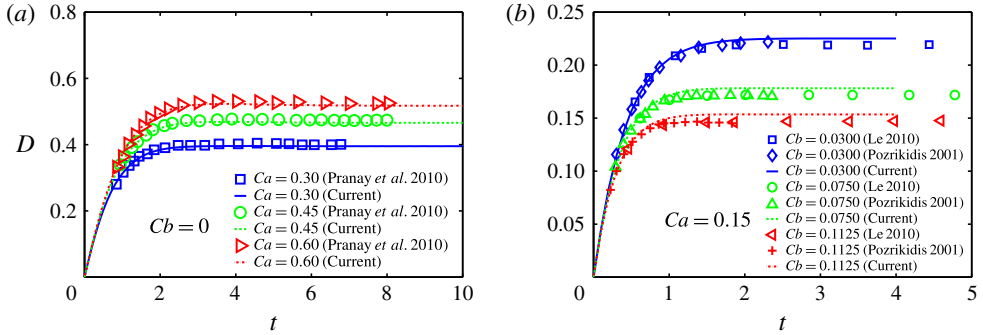 (a)
0.8
0.6
0.4
0.2
D
0
2
4
6
8
10
t
Cb = 0
Ca = 0.30 (Pranay et al. 2010)
Ca = 0.30 (Current)
Ca = 0.45 (Pranay et al. 2010)
Ca = 0.45 (Current)
Ca = 0.60 (Pranay et al. 2010)
Ca = 0.60 (Current)
(b)
0.25
0.20
0.15
0.10
0.05
0
1
2
3
4
5
t
Ca = 0.15
Cb = 0.0300 (Le 2010)
Cb = 0.0300 (Pozrikidis 2001)
Cb = 0.0300 (Current)
Cb = 0.0750 (Le 2010)
Cb = 0.0750 (Pozrikidis 2001)
Cb = 0.0750 (Current)
Cb = 0.1125 (Le 2010)
Cb = 0.1125 (Pozrikidis 2001)
Cb = 0.1125 (Current)